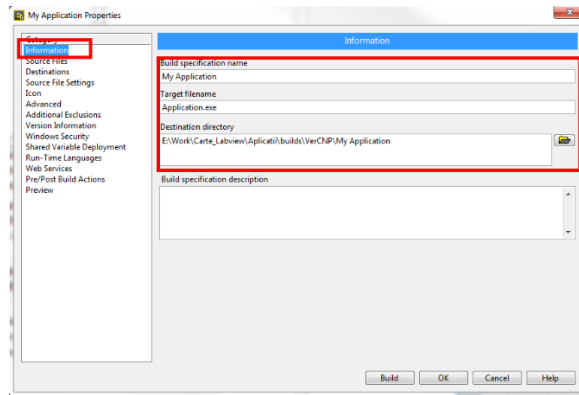 My Application Properties
Category
Information
Source Files
Destinations
Source File Settings
Icon
Advanced
Additional Exclusions
Version Information
Windows Security
Shared Variable Deployment
Run-Time Languages
Web Services
Pre/Post Build Actions
Preview
Information
Build specification name
My Application
Target filename
Application.exe
Destination directory
E:\Work\Carte_Labview\Aplicatii\builds\VerCNP\My Application
Build specification description
Build OK Cancel Help